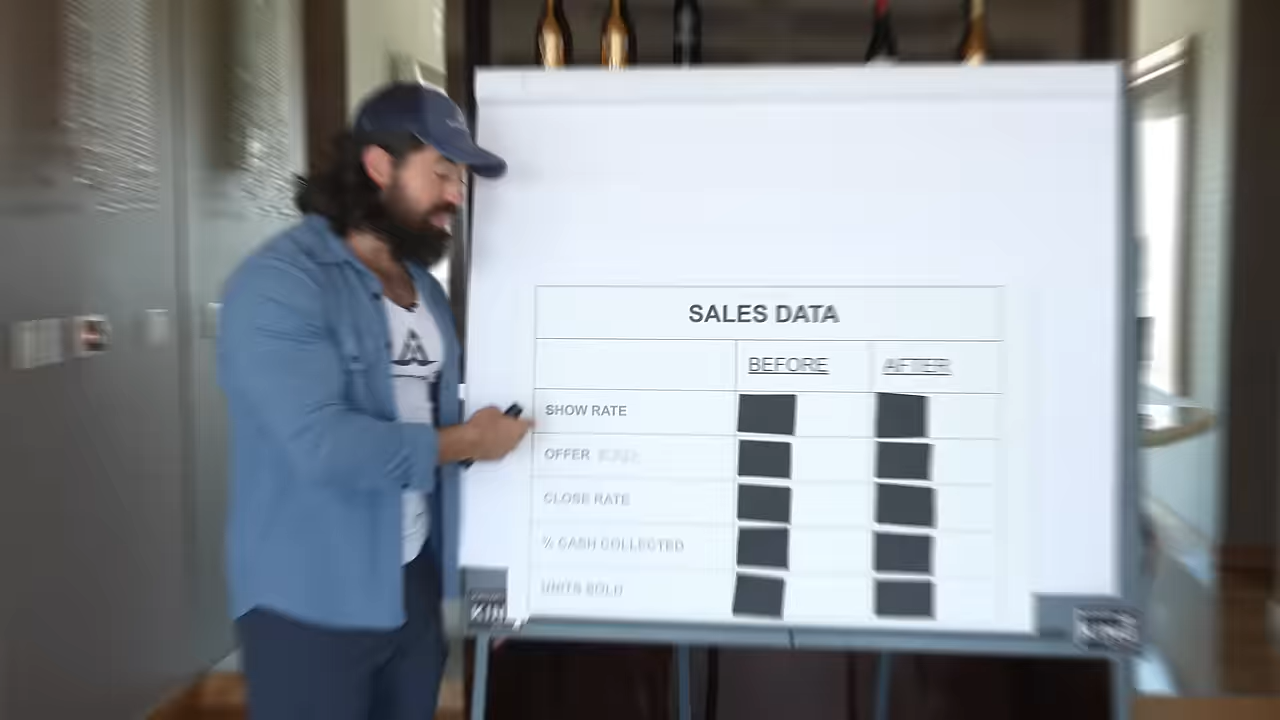 SALES DATA
BEFORE AFTER
SHOW RATE
OFFER
CLOSE RATE
% CASH COLLECTED
UNITS SOLD